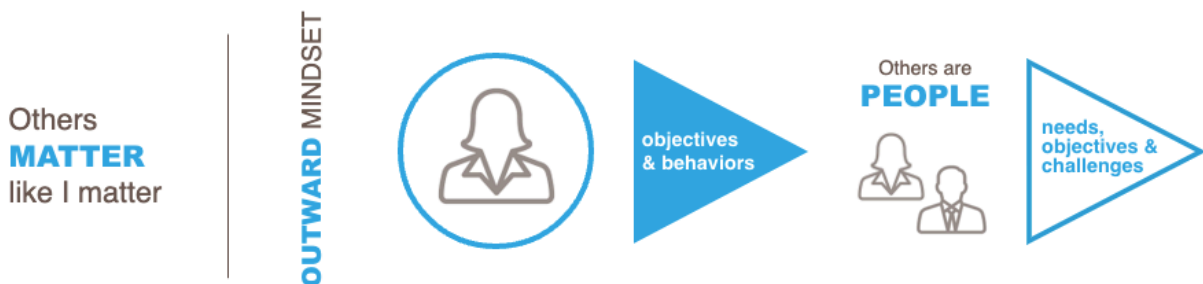 Others
MATTER
like I matter
OUTWARD MINDSET
objectives
& behaviors
Others are
PEOPLE
needs,
objectives &
challenges